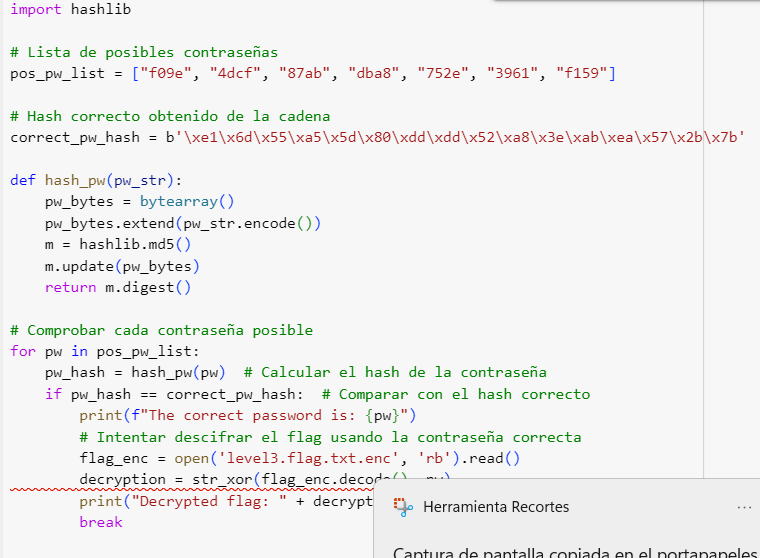 import hashlib
# Lista de posibles contraseñas
pos_pw_list = ["f09e", "4dcf", "87ab", "dba8", "752e", "3961", "f159"]
# Hash correcto obtenido de la cadena
correct_pw_hash = b'\xe1\x6d\x55\xa5\x5d\x80\xdd\xdd\x52\xa8\x3e\xab\xea\x57\x2b\x7b'
def hash_pw(pw_str):
    pw_bytes = bytearray()
    pw_bytes.extend(pw_str.encode())
    m = hashlib.md5()
    m.update(pw_bytes)
    return m.digest()
# Comprobar cada contraseña posible
for pw in pos_pw_list:
    pw_hash = hash_pw(pw)  # Calcular el hash de la contraseña
    if pw_hash == correct_pw_hash:  # Comparar con el hash correcto
        print(f"The correct password is: {pw}")
        # Intentar descifrar el flag usando la contraseña correcta
        flag_enc = open('level3.flag.txt.enc', 'rb').read()
        decryption = str_xor(flag_enc.decode(), pw)
        print("Decrypted flag: " + decrypt
        break
Herramienta Recortes ...
Captura de pantalla copiada en el portapapeles